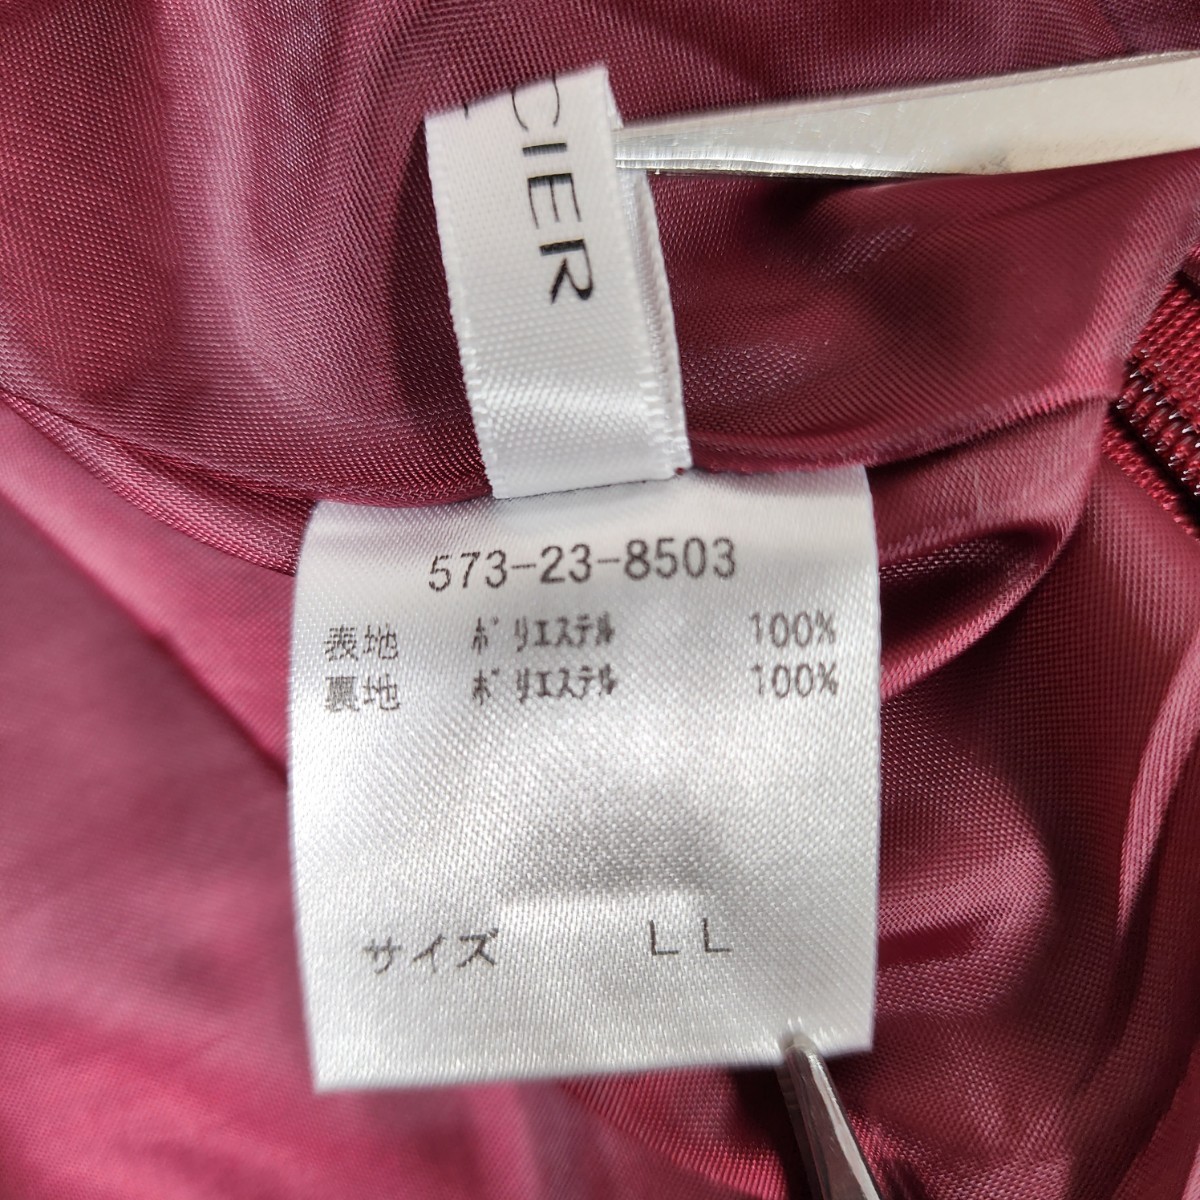 CIER
573-23-8503
表地 ポリエステル 100%
裏地 ポリエステル 100%
サイズ LL